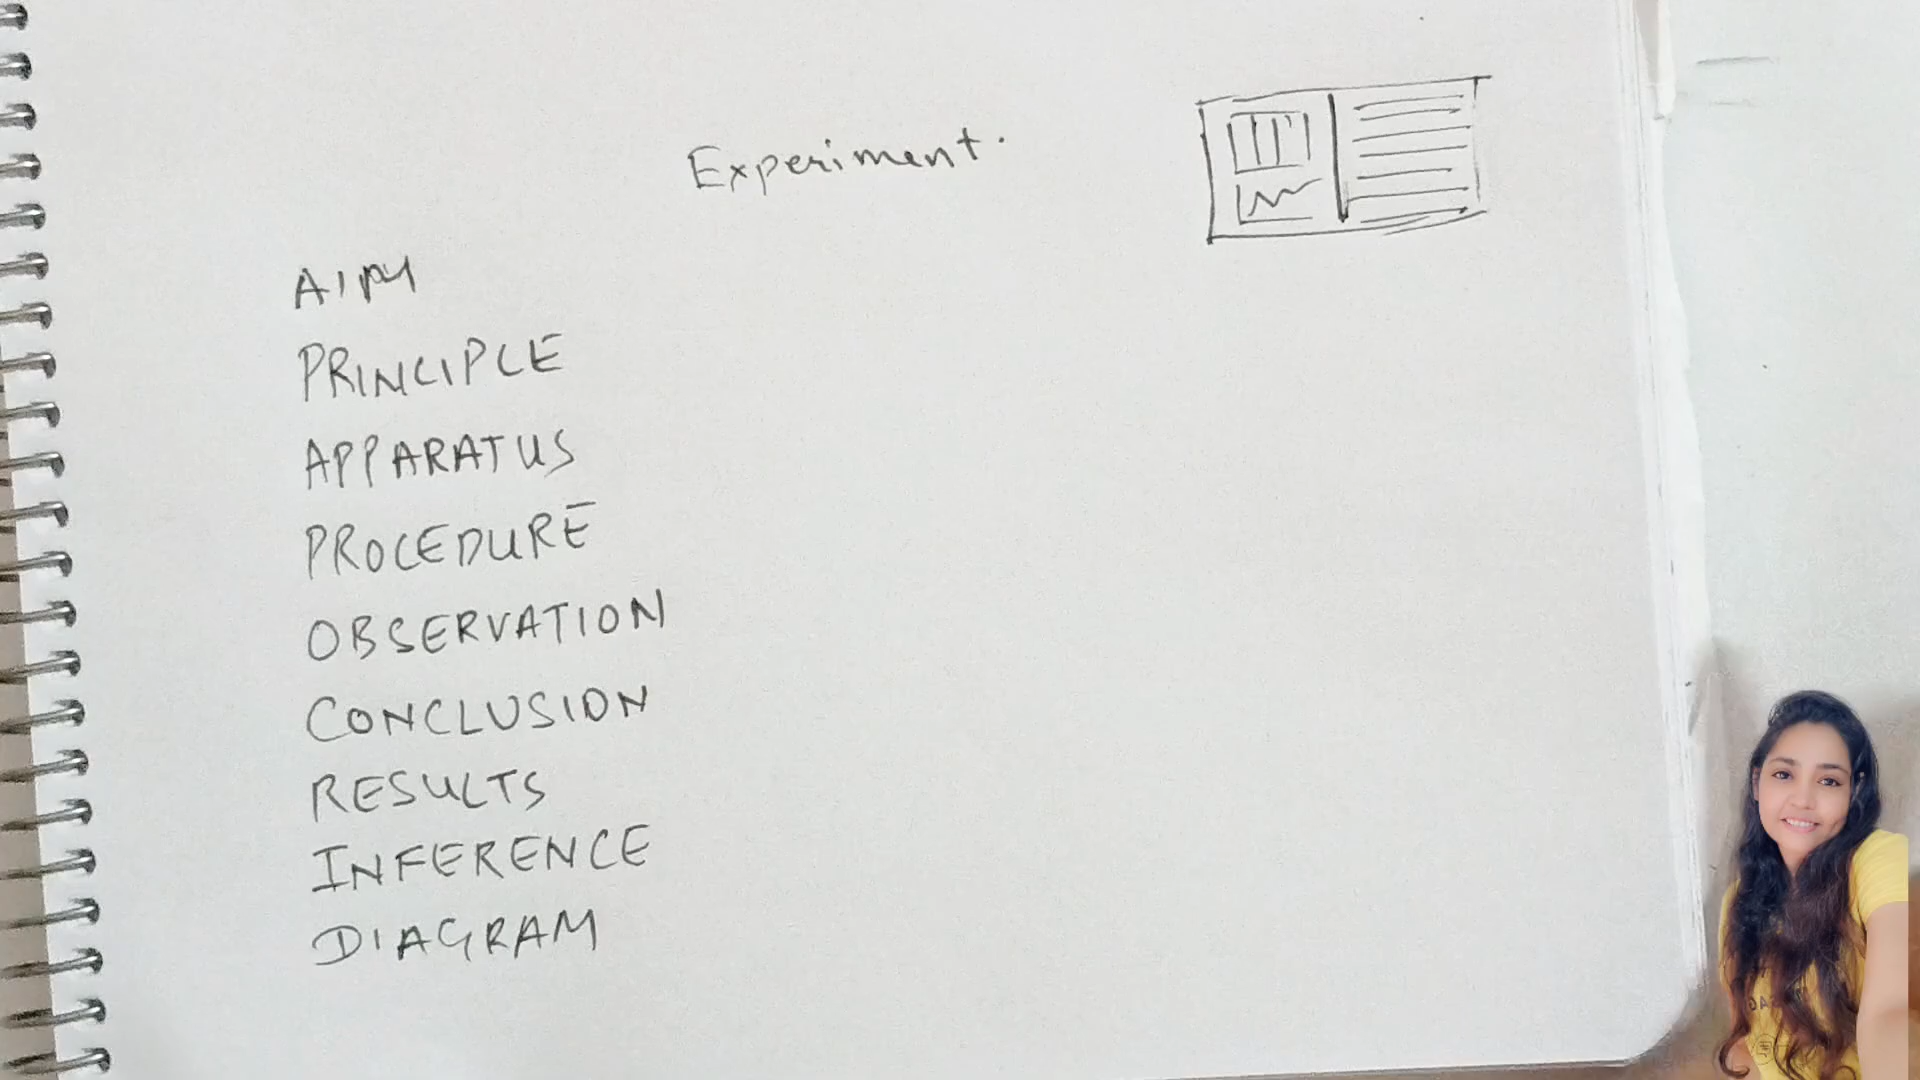 Experiment.
AIM
PRINCIPLE
APPARATUS
PROCEDURE
OBSERVATION
CONCLUSION
RESULTS
INFERENCE
DIAGRAM